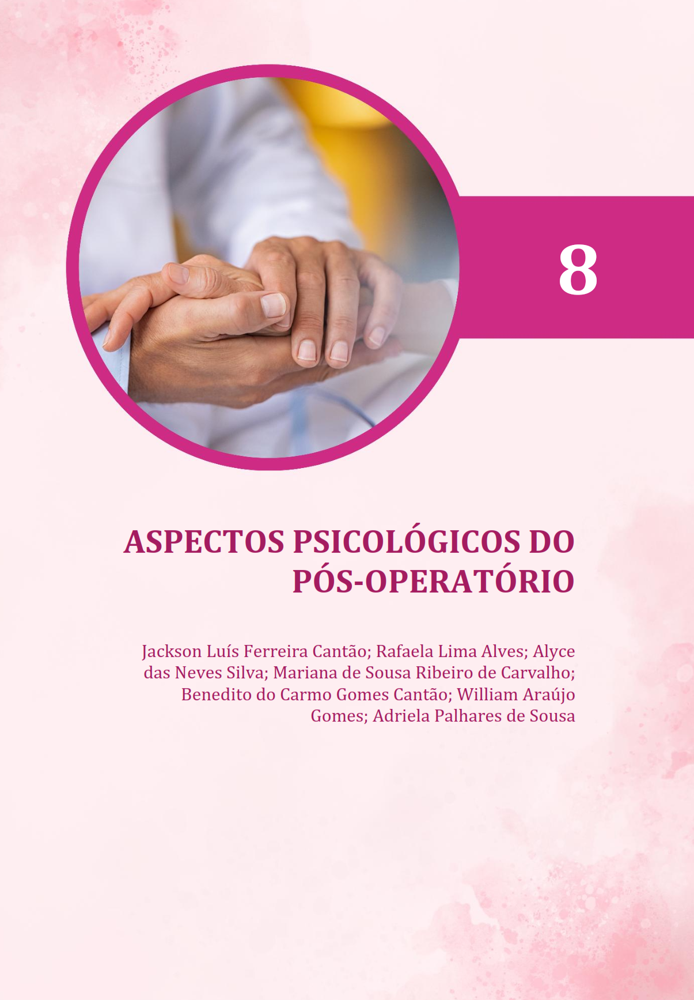 8
ASPECTOS PSICOLÓGICOS DO
PÓS-OPERATÓRIO
Jackson Luís Ferreira Cantão; Rafaela Lima Alves; Alyce
das Neves Silva; Mariana de Sousa Ribeiro de Carvalho;
Benedito do Carmo Gomes Cantão; William Araújo
Gomes; Adriela Palhares de Sousa